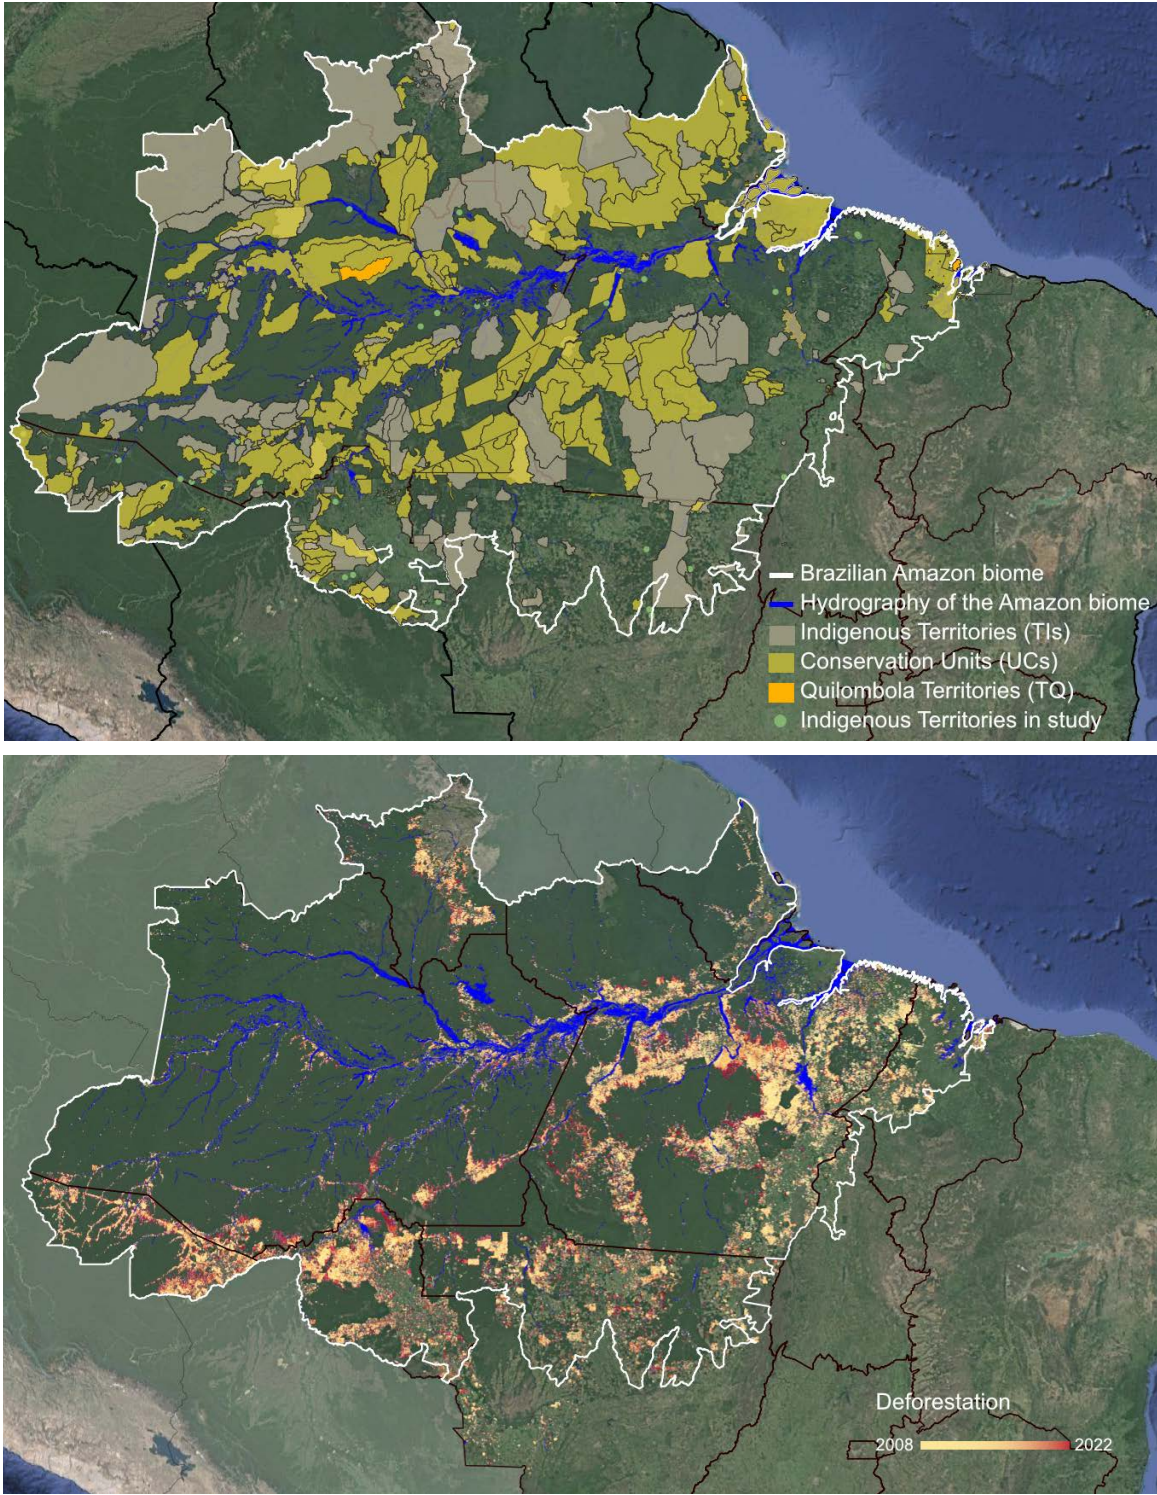 Brazilian Amazon biome
Hydrography of the Amazon biome
Indigenous Territories (TIs)
Conservation Units (UCs)
Quilombola Territories (TQ)
Indigenous Territories in study
Deforestation
2008 2022